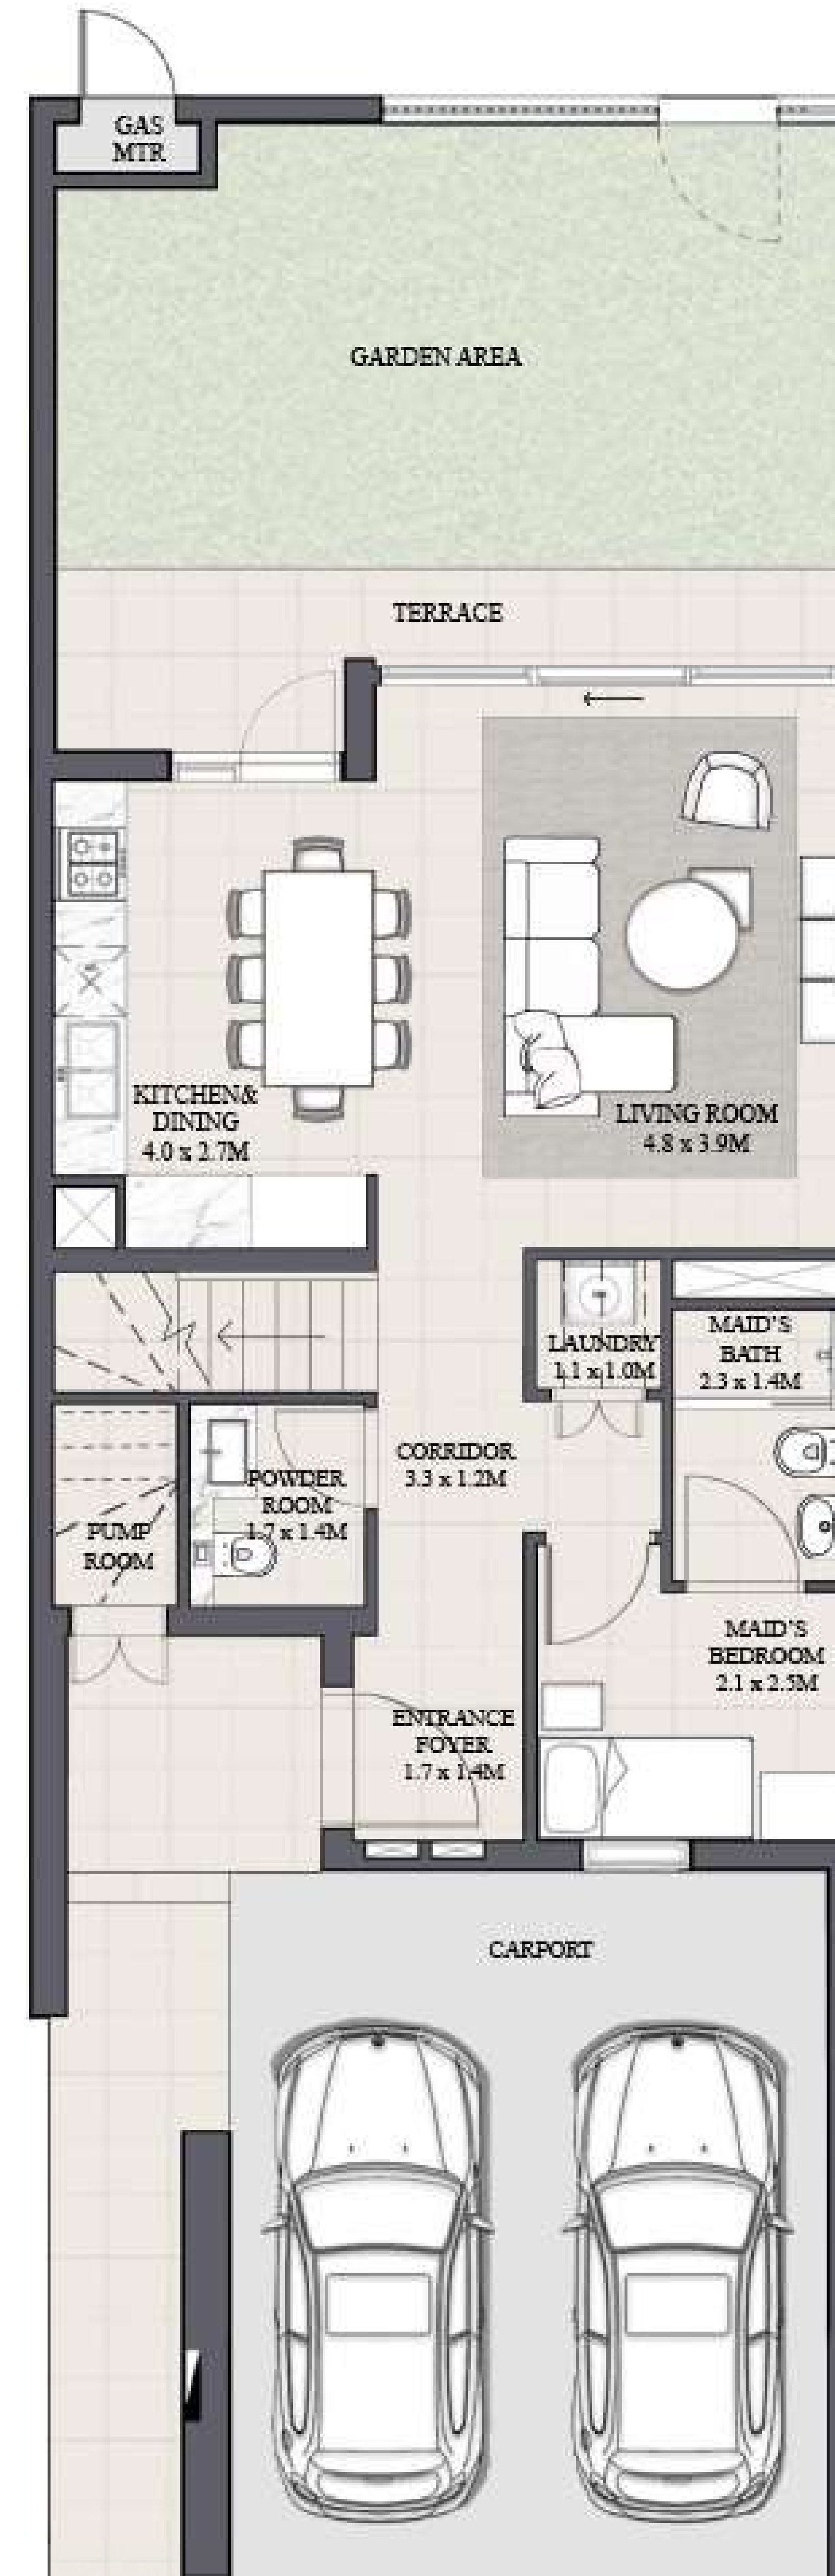 GAS
MTR
GARDEN AREA
TERRACE
KITCHEN&
DINING
4.0 x 2.7M
LIVING ROOM
4.8 x 3.9M
LAUNDRY
1.1 x 1.0M
MAID'S
BATH
2.3 x 1.4M
CORRIDOR
3.3 x 1.2M
POWDER
ROOM
1.7 x 1.4M
PUMP
ROOM
MAID'S
BEDROOM
2.1 x 2.5M
ENTRANCE
FOYER
1.7 x 1.4M
CARPORT